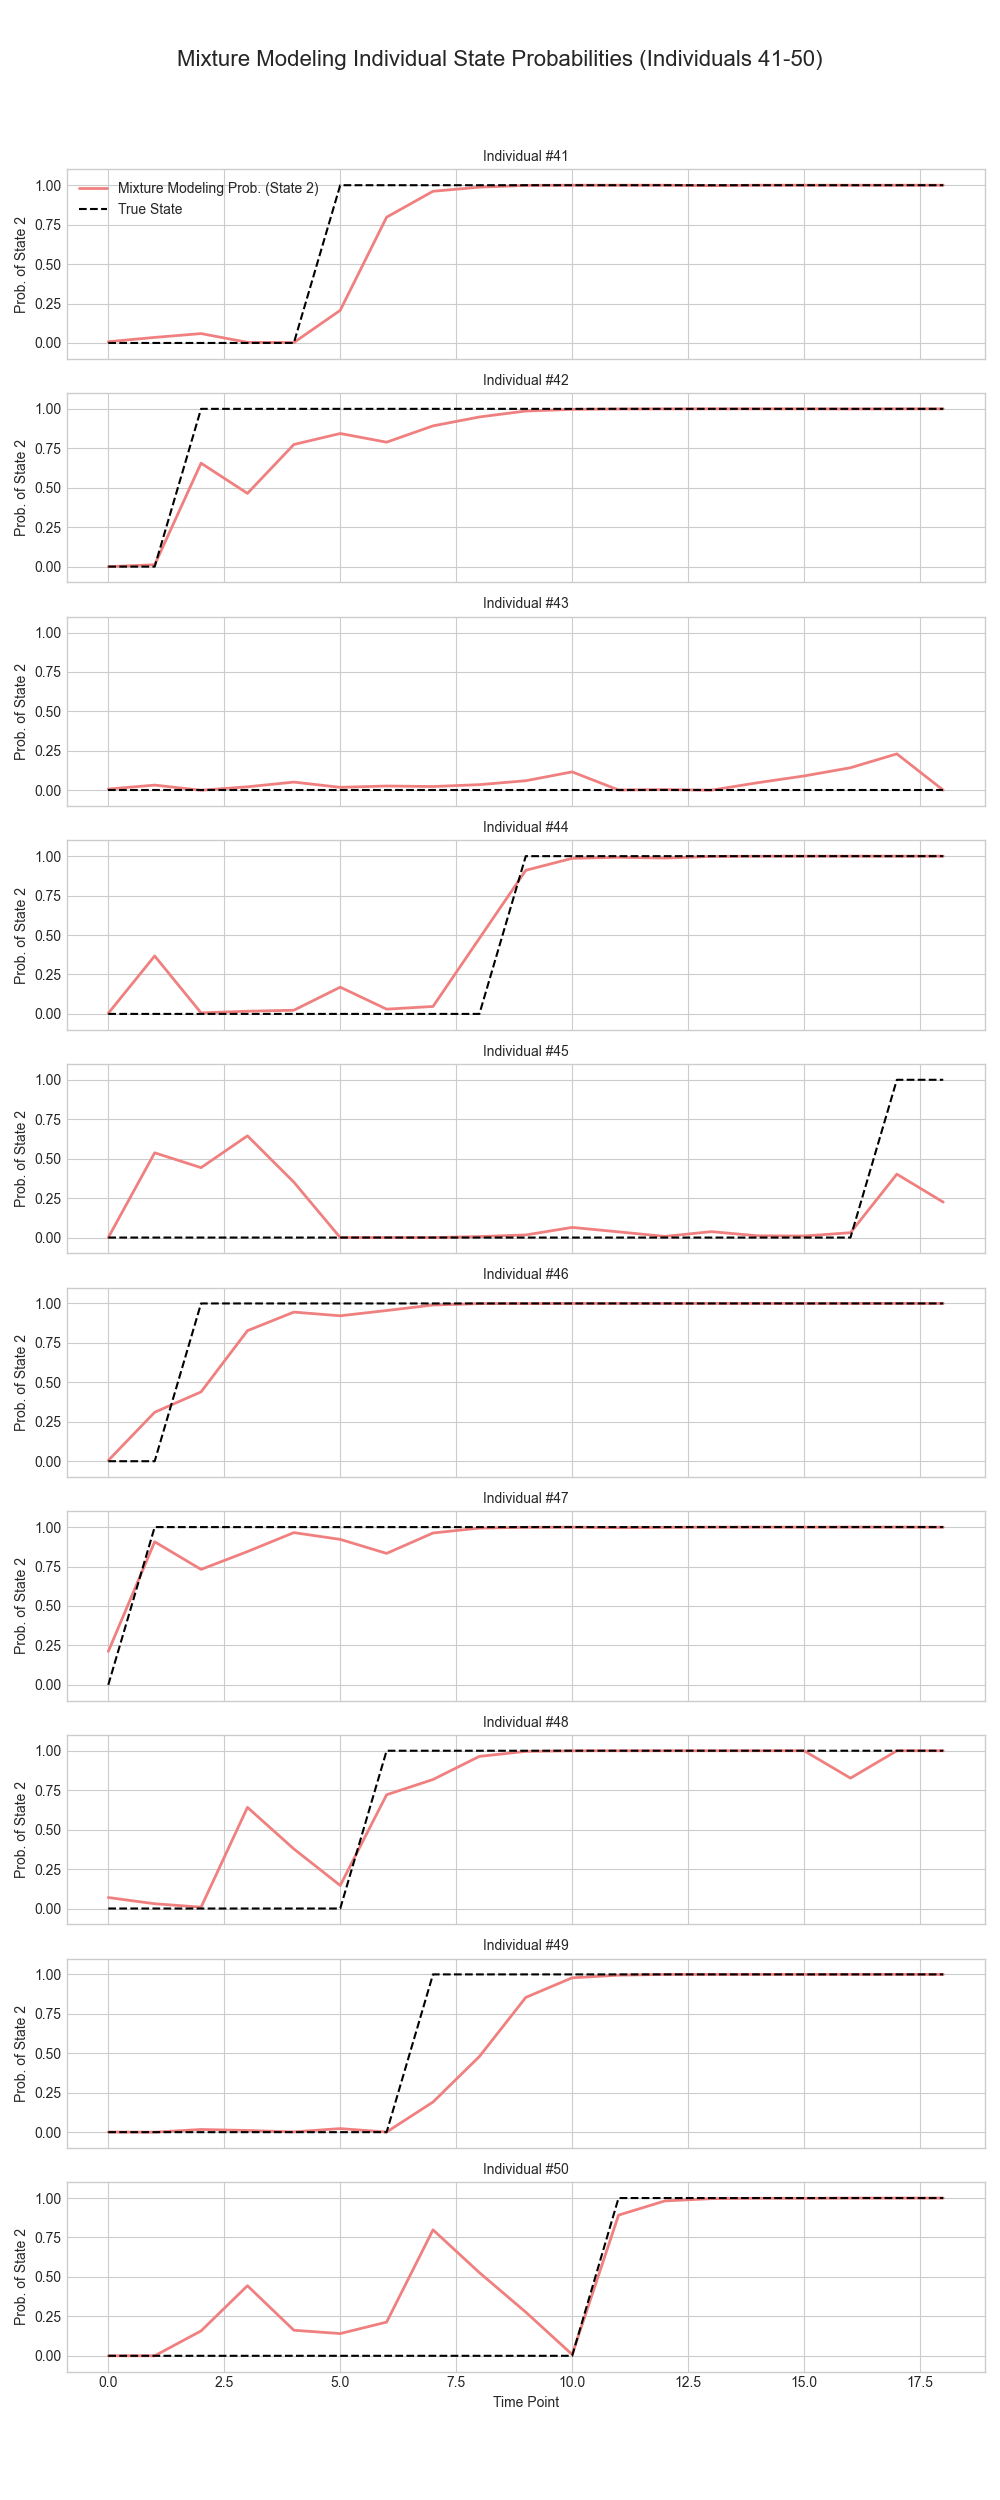 Mixture Modeling Individual State Probabilities (Individuals 41-50)
Individual #41
Mixture Modeling Prob. (State 2)
True State
Prob. of State 2
1.00
0.75
0.50
0.25
0.00
Individual #42
Prob. of State 2
1.00
0.75
0.50
0.25
0.00
Individual #43
Prob. of State 2
1.00
0.75
0.50
0.25
0.00
Individual #44
Prob. of State 2
1.00
0.75
0.50
0.25
0.00
Individual #45
Prob. of State 2
1.00
0.75
0.50
0.25
0.00
Individual #46
Prob. of State 2
1.00
0.75
0.50
0.25
0.00
Individual #47
Prob. of State 2
1.00
0.75
0.50
0.25
0.00
Individual #48
Prob. of State 2
1.00
0.75
0.50
0.25
0.00
Individual #49
Prob. of State 2
1.00
0.75
0.50
0.25
0.00
Individual #50
Prob. of State 2
1.00
0.75
0.50
0.25
0.00
0.0 2.5 5.0 7.5 10.0 12.5 15.0 17.5
Time Point